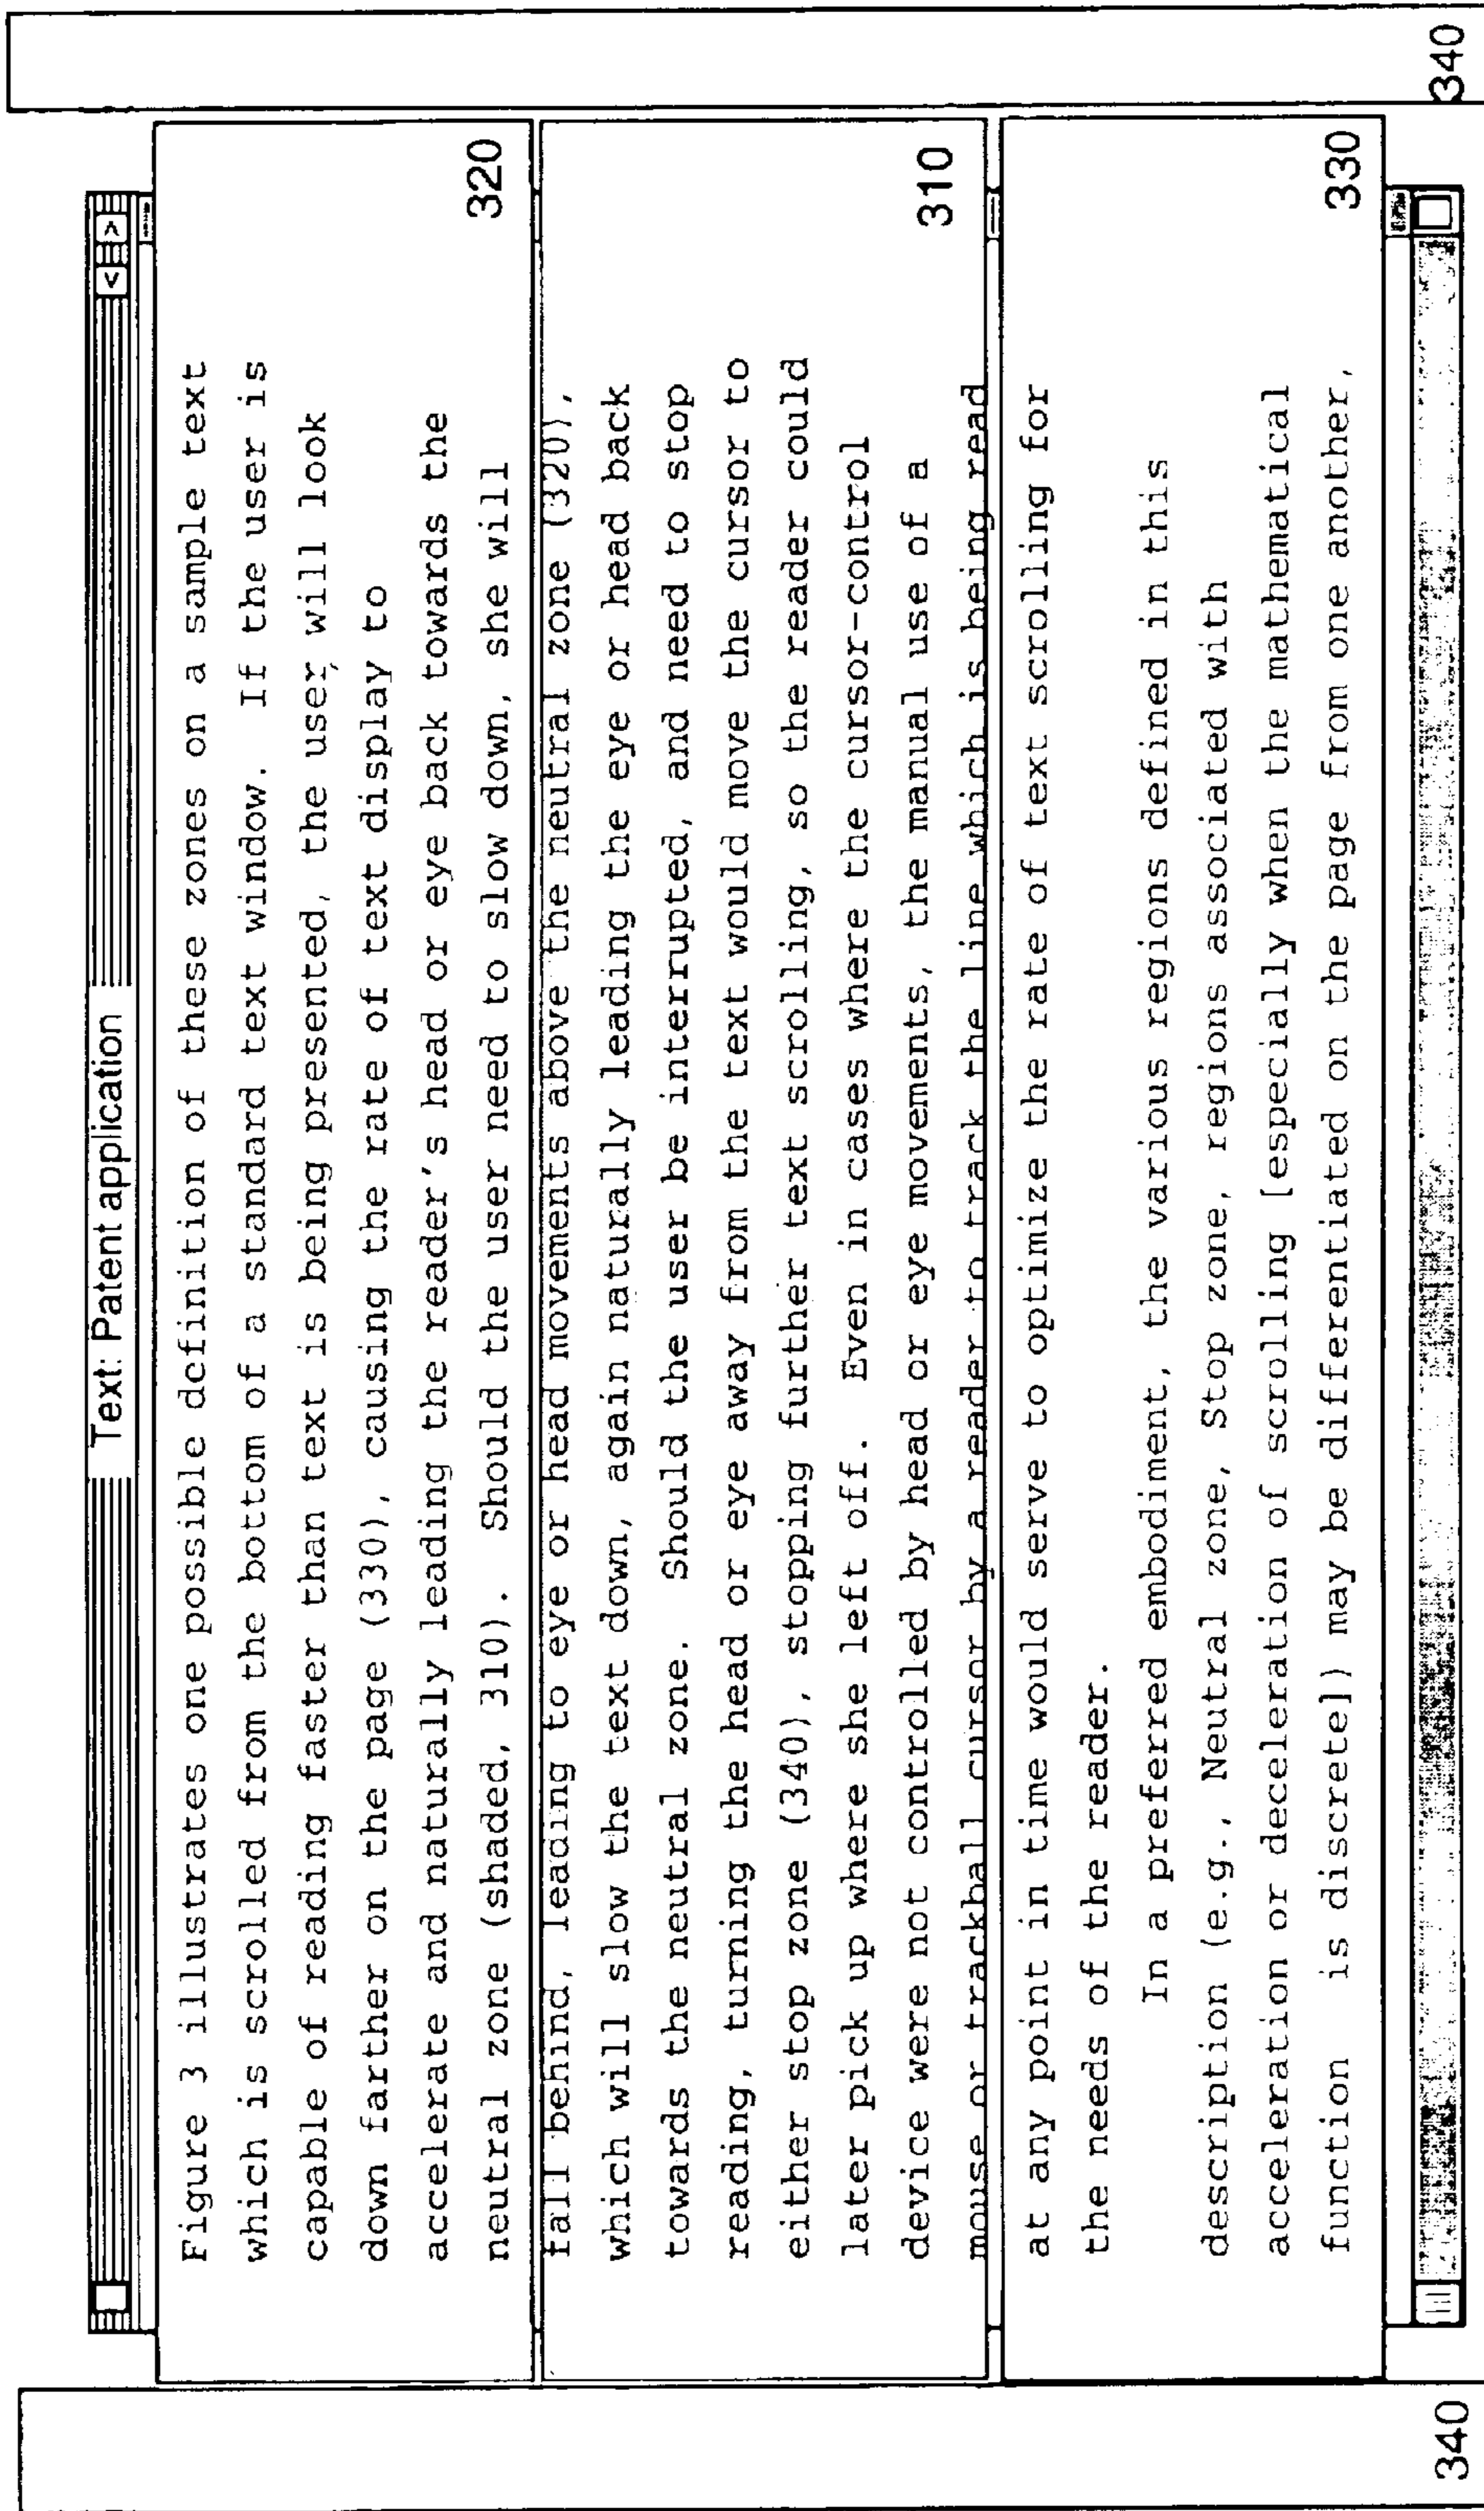 Text: Patent application
< >
Figure 3 illustrates one possible dcfinition of these zones on a sample text
which is scrolled from the bottom of a standard text window. If the user is
capable of reading faster than text is being presented, the user will look
down farther on the page (330), causing the rate of text display to
accelerate and naturally leading the reader's head or eye back towards the
neutral zone (shaded, 310). Should the user need to slow down, she will
320
fall behind, leading to eye or head movements above the neutral zone (320),
which will slow the text down, again naturally leading the eye or head back
towards the neutral zone. Should the user be interrupted, and need to stop
reading, turning the head or eye away from the text would move the cursor to
either stop zone (340), stopping further text scrolling, so the reader could
later pick up where she left off. Even in cases where the cursor-control
device were not controlled by head or eye movements, the manual use of a
310
mouse or trackball cursor by a reader to track the line which is being read
at any point in time would serve to optimize the rate of text scrolling for
the needs of the reader.
In a preferred embodiment, the various regions defined in this
description (e.g., Neutral zone, Stop zone, regions associated with
acceleration or deceleration of scrolling [especially when the mathematical
function is discrete]) may be differentiated on the page from one another,
330
340
340